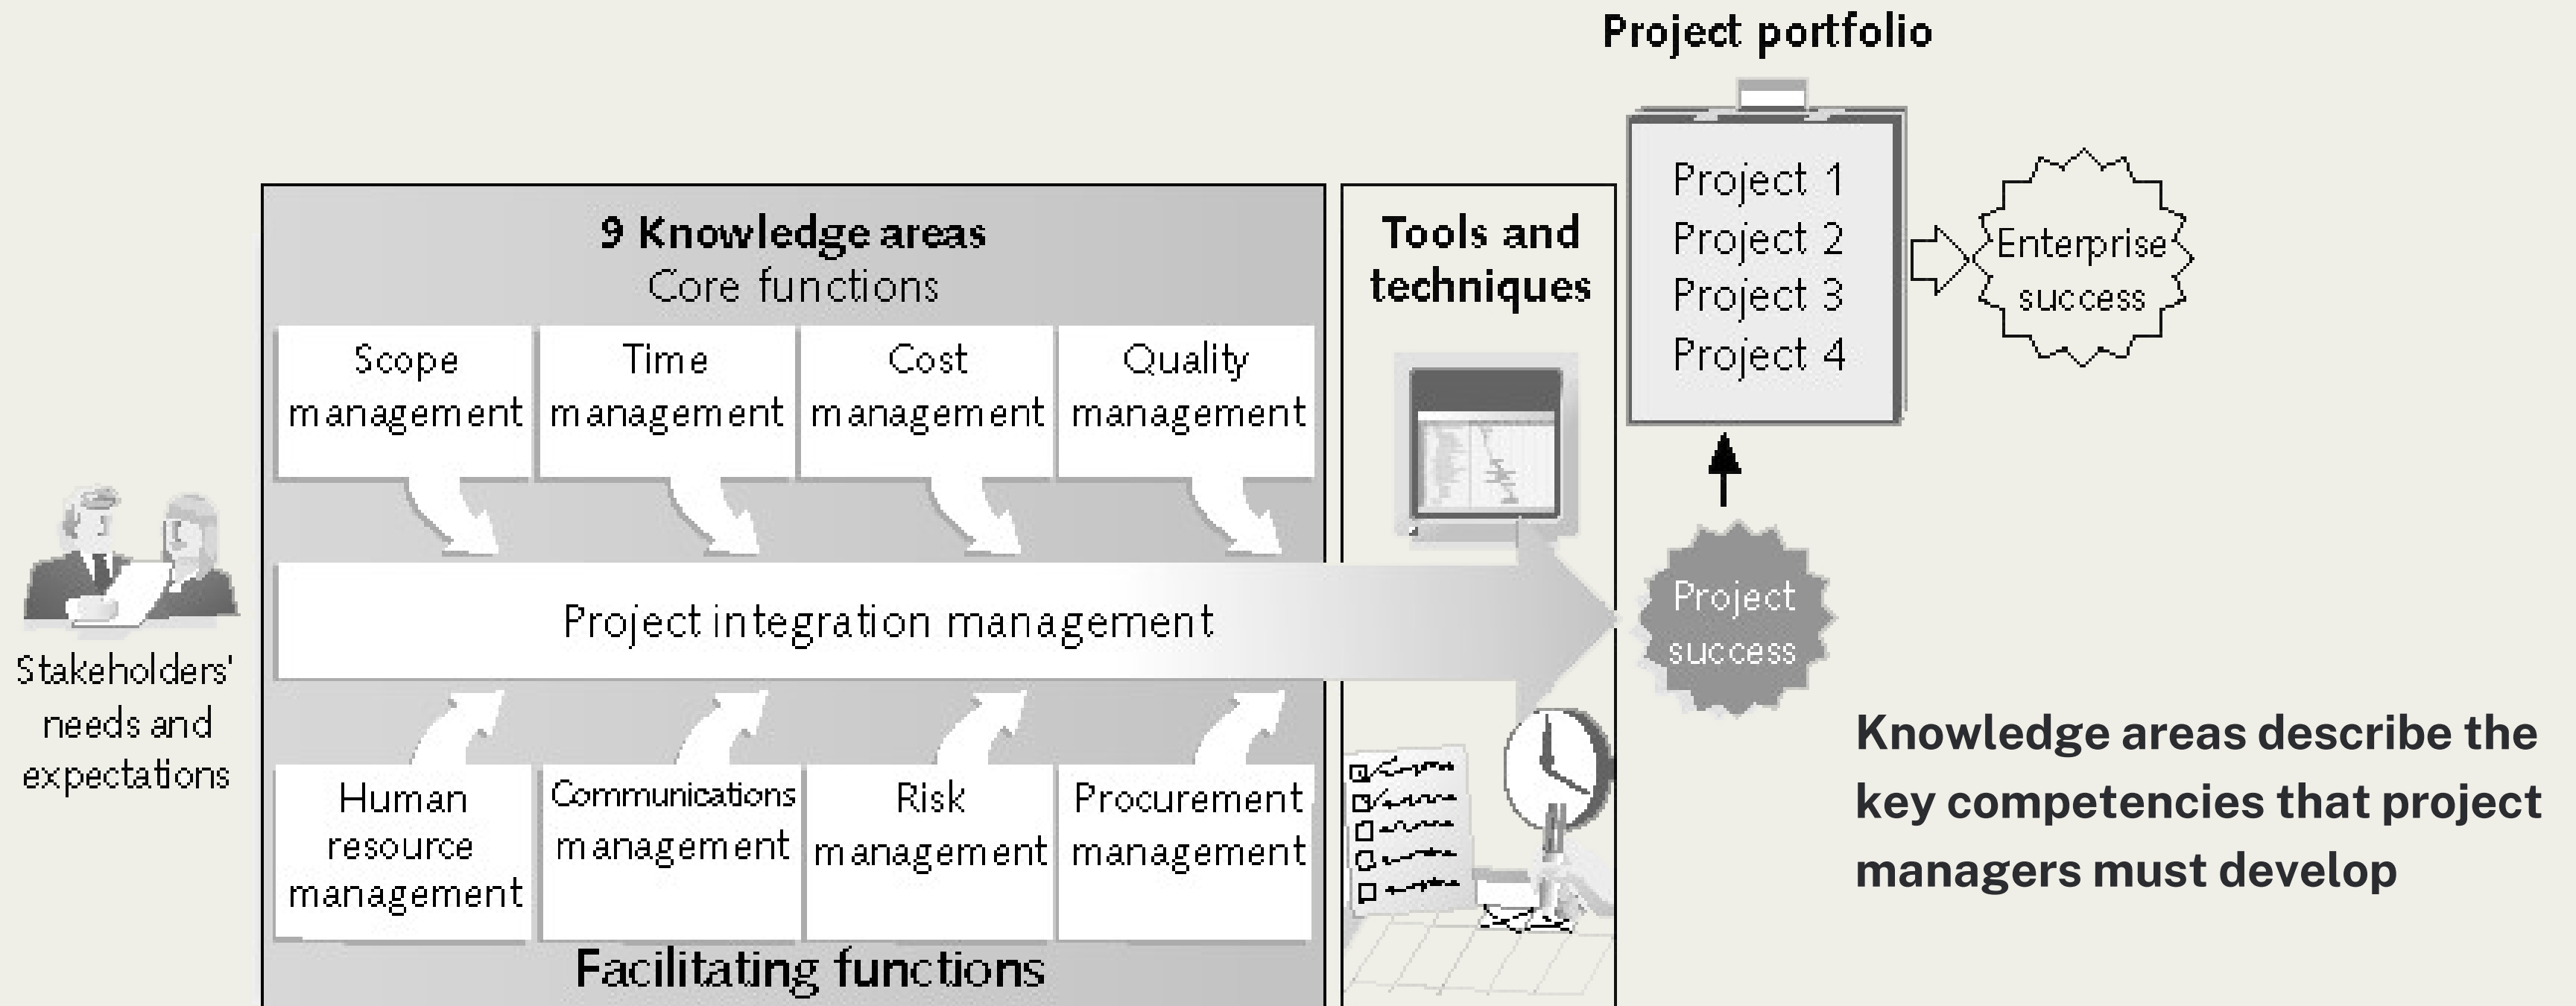 Project portfolio
Project 1
Project 2
Project 3
Project 4
Enterprise
success
9 Knowledge areas
Core functions
Tools and
techniques
Scope
management
Time
management
Cost
management
Quality
management
Stakeholders'
needs and
expectations
Project integration management
Project
success
Human
resource
management
Communications
management
Risk
management
Procurement
management
Facilitating functions
Knowledge areas describe the
key competencies that project
managers must develop